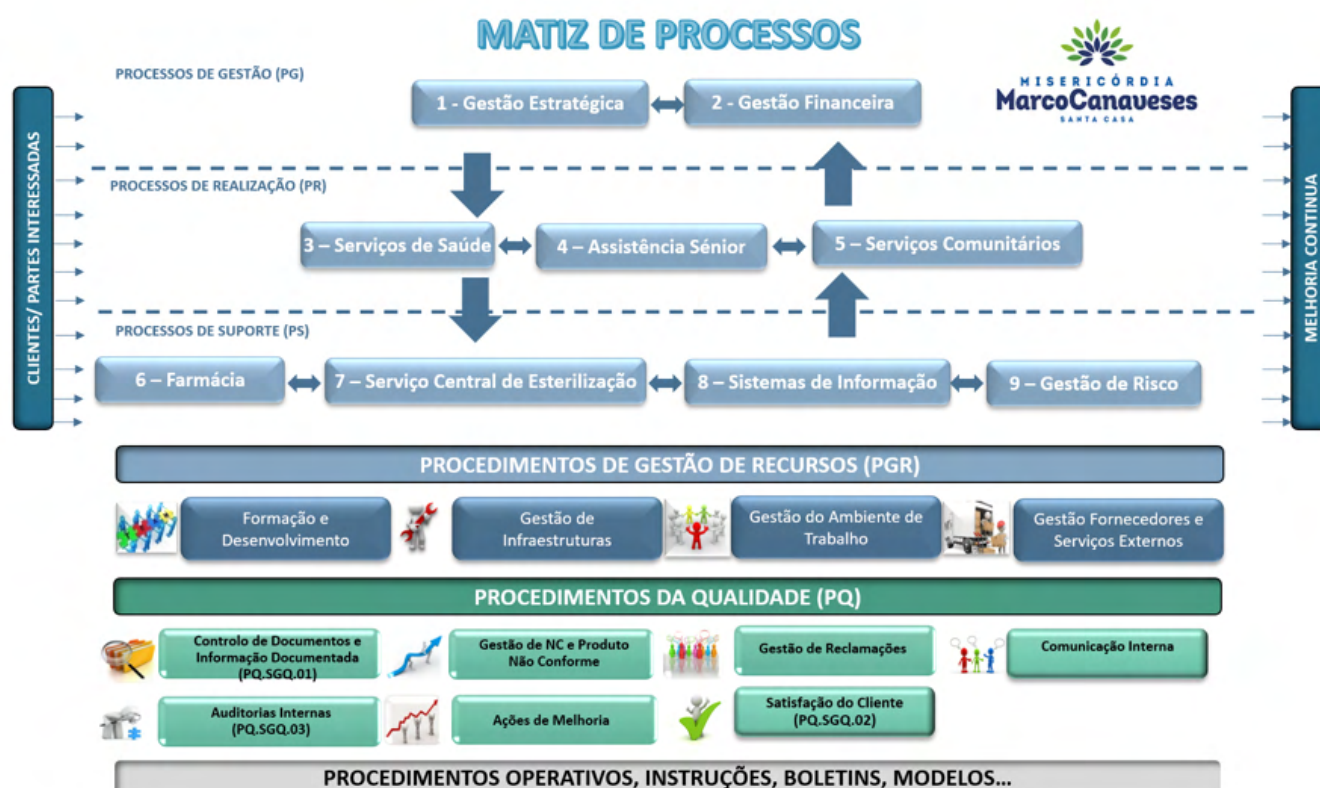 MATIZ DE PROCESSOS
MISERICÓRDIA
MarcoCanaveses
SANTA CASA
PROCESSOS DE GESTÃO (PG)
1 - Gestão Estratégica
2 - Gestão Financeira
CLIENTES/ PARTES INTERESSADAS
MELHORIA CONTINUA
PROCESSOS DE REALIZAÇÃO (PR)
3 – Serviços de Saúde
4 – Assistência Sénior
5 – Serviços Comunitários
PROCESSOS DE SUPORTE (PS)
6 – Farmácia
7 – Serviço Central de Esterilização
8 – Sistemas de Informação
9 – Gestão de Risco
PROCEDIMENTOS DE GESTÃO DE RECURSOS (PGR)
Formação e
Desenvolvimento
Gestão de
Infraestruturas
Gestão do Ambiente de
Trabalho
Gestão Fornecedores e
Serviços Externos
PROCEDIMENTOS DA QUALIDADE (PQ)
Controlo de Documentos e
Informação Documentada
(PQ.SGQ.01)
Gestão de NC e Produto
Não Conforme
Gestão de Reclamações
Comunicação Interna
Auditorias Internas
(PQ.SGQ.03)
Ações de Melhoria
Satisfação do Cliente
(PQ.SGQ.02)
PROCEDIMENTOS OPERATIVOS, INSTRUÇÕES, BOLETINS, MODELOS...